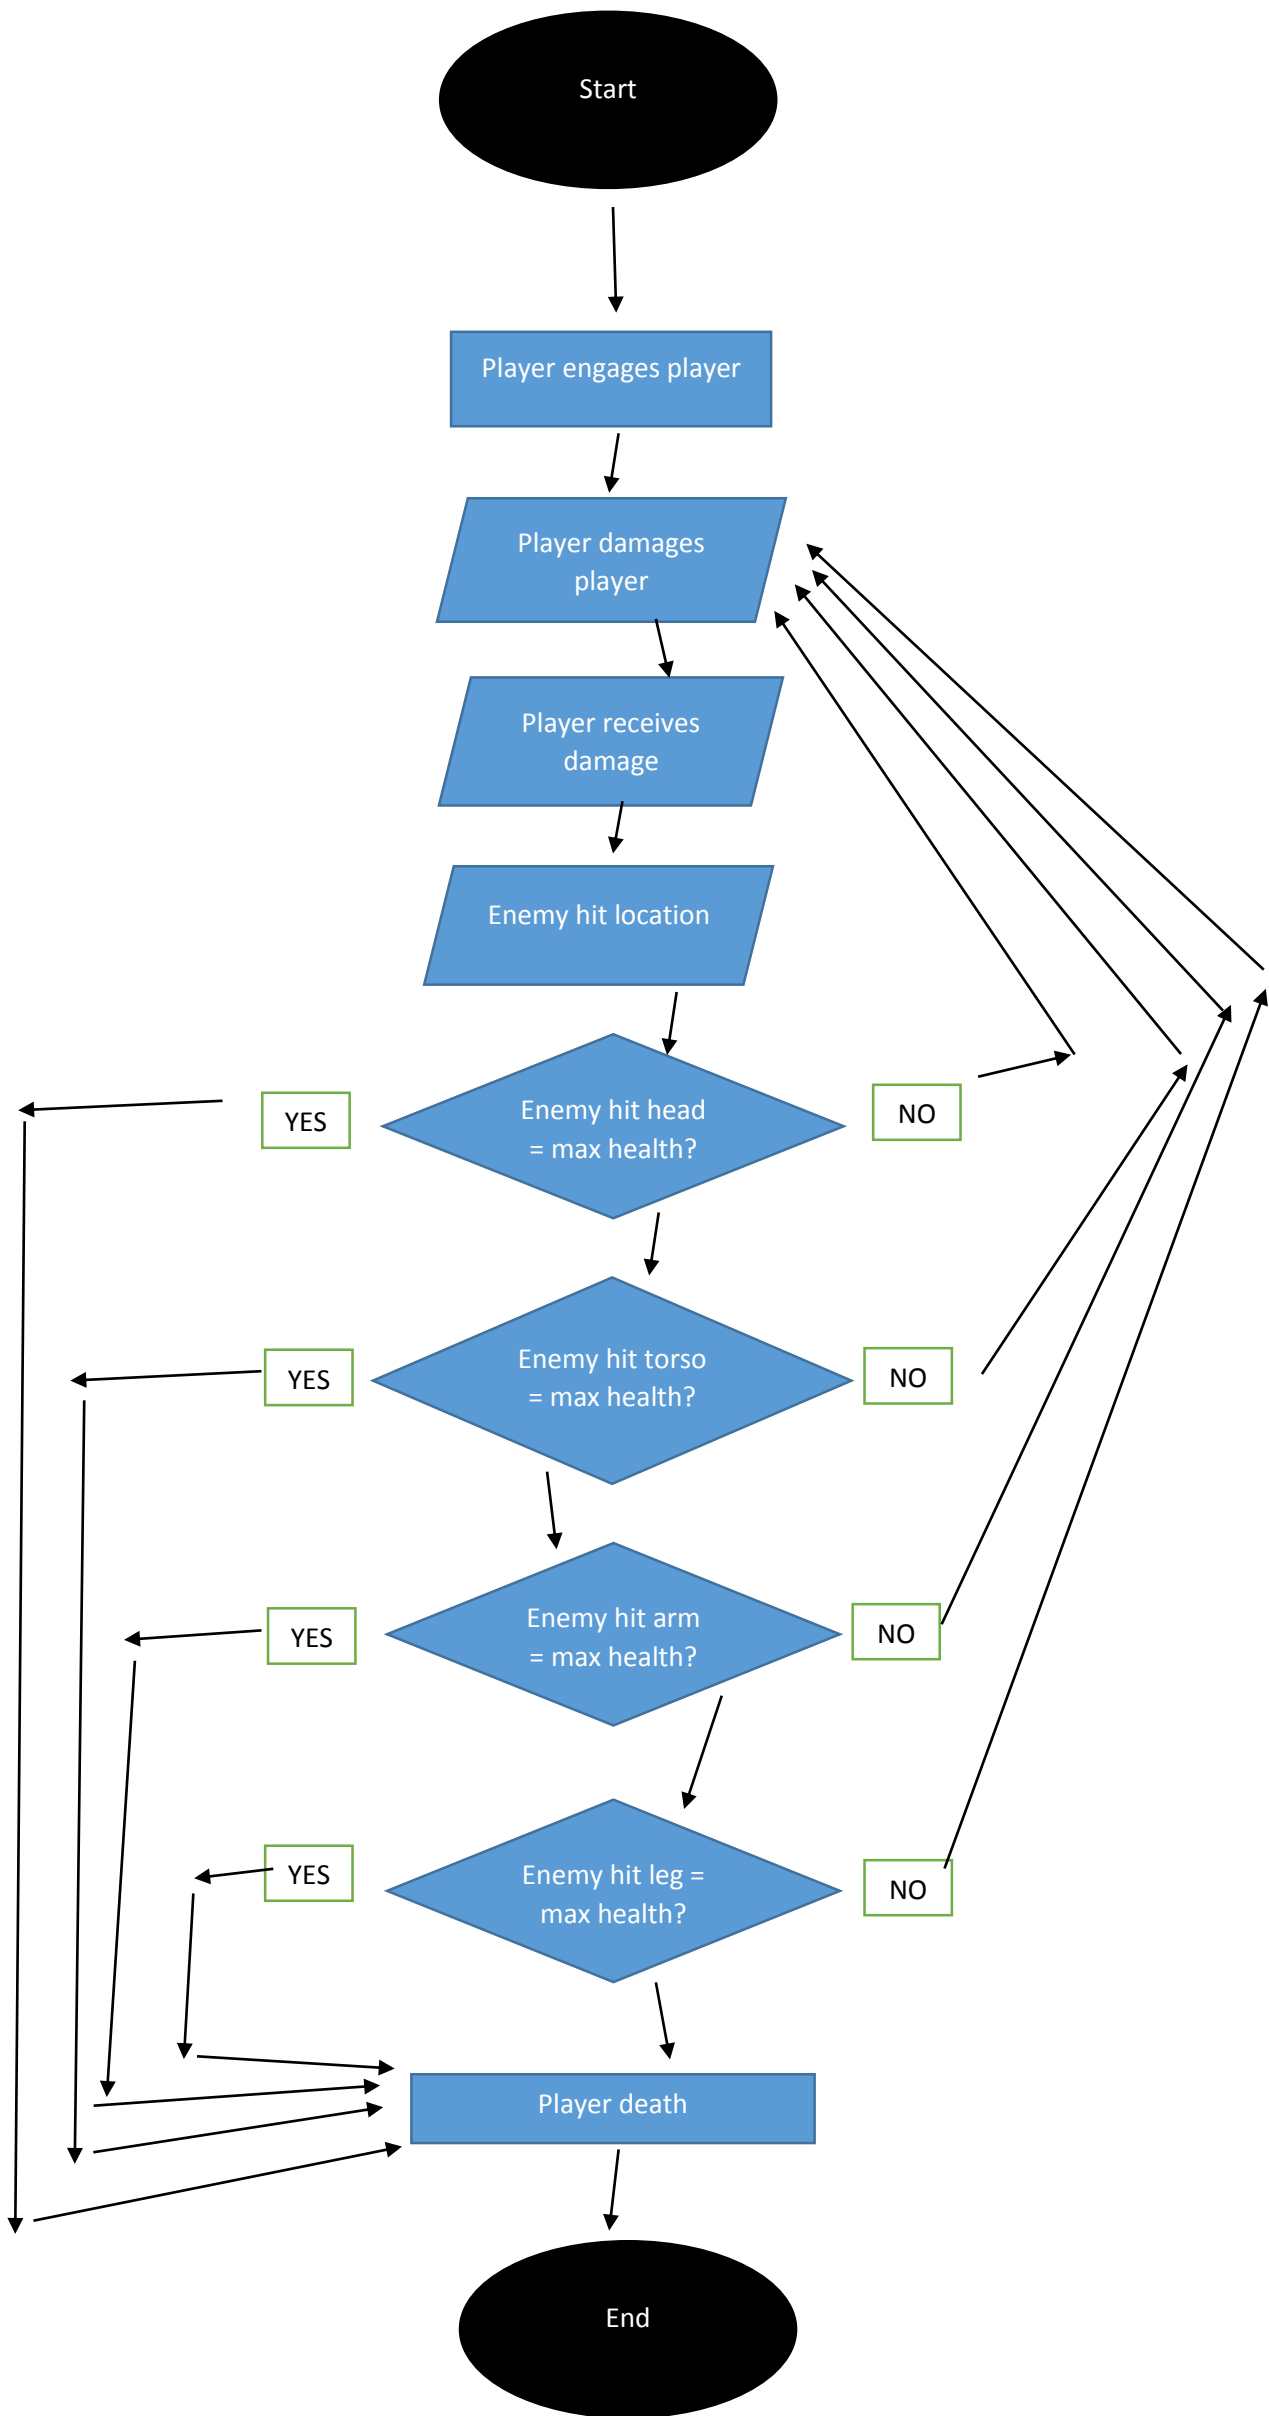 Start
Player engages player
Player damages
player
Player receives
damage
Enemy hit location
YES
Enemy hit head
= max health?
NO
YES
Enemy hit torso
= max health?
NO
YES
Enemy hit arm
= max health?
NO
YES
Enemy hit leg =
max health?
NO
Player death
End